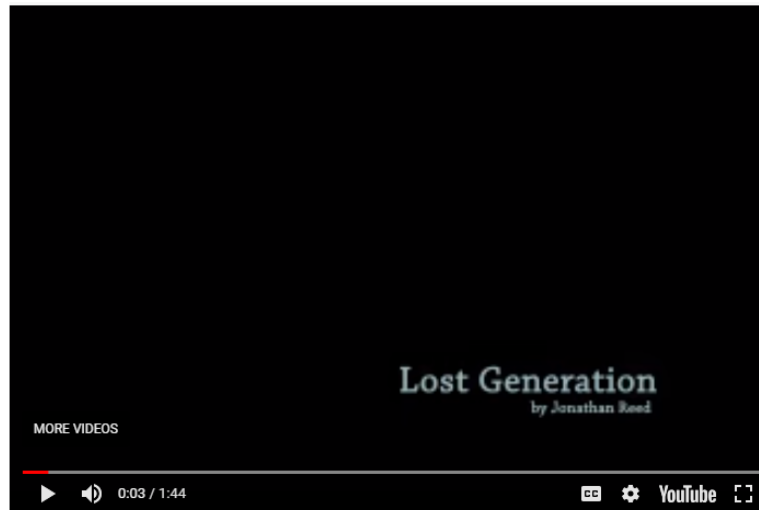 Lost Generation
by Jonathan Reed
MORE VIDEOS
0:03 / 1:44
CC
YouTube